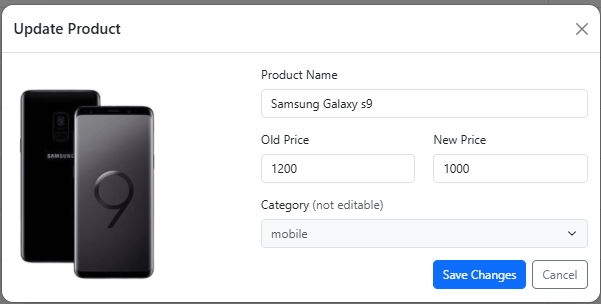 Update Product
SAMSUNG
9
Product Name
Samsung Galaxy s9
Old Price
New Price
1200
1000
Category (not editable)
mobile
Save Changes
Cancel